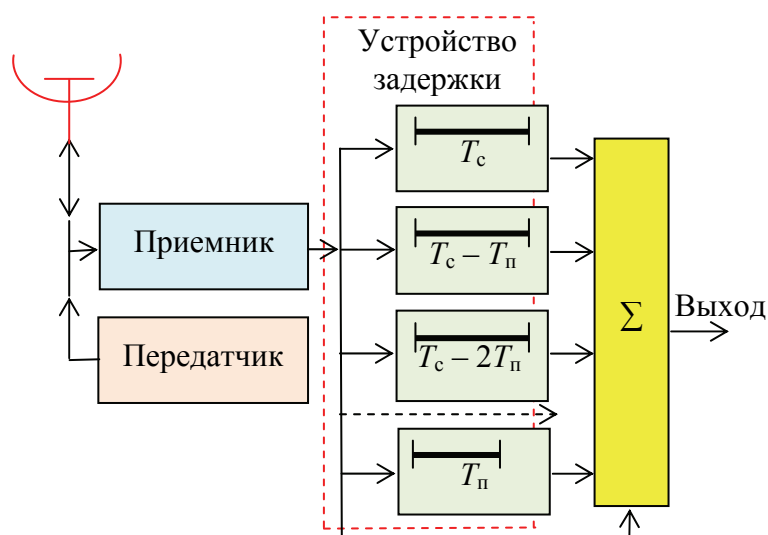 Устройство
задержки
Tс
Приемник
Tс – Tп
Σ
Выход
Передатчик
Tс – 2Tп
Tп